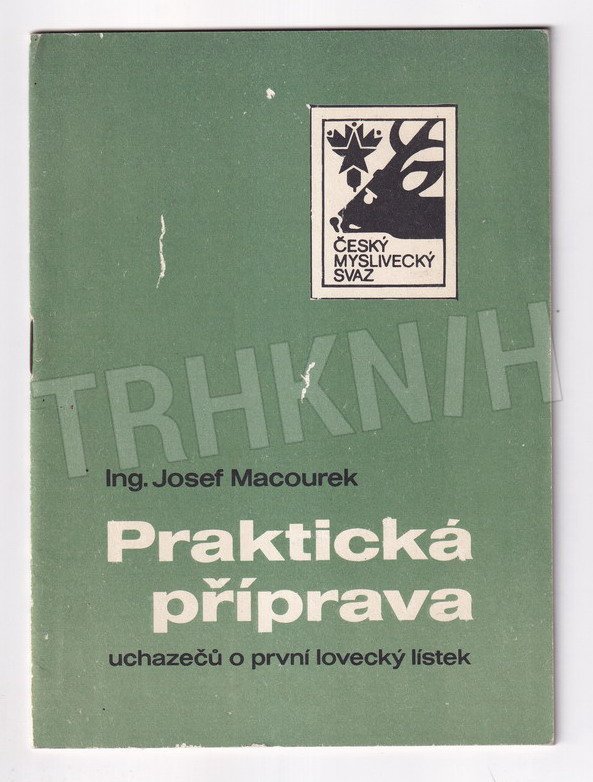 ČESKÝ
MYSLIVECKÝ
SVAZ
TRHKNIH
Ing. Josef Macourek
Praktická
příprava
uchazečů o první lovecký lístek